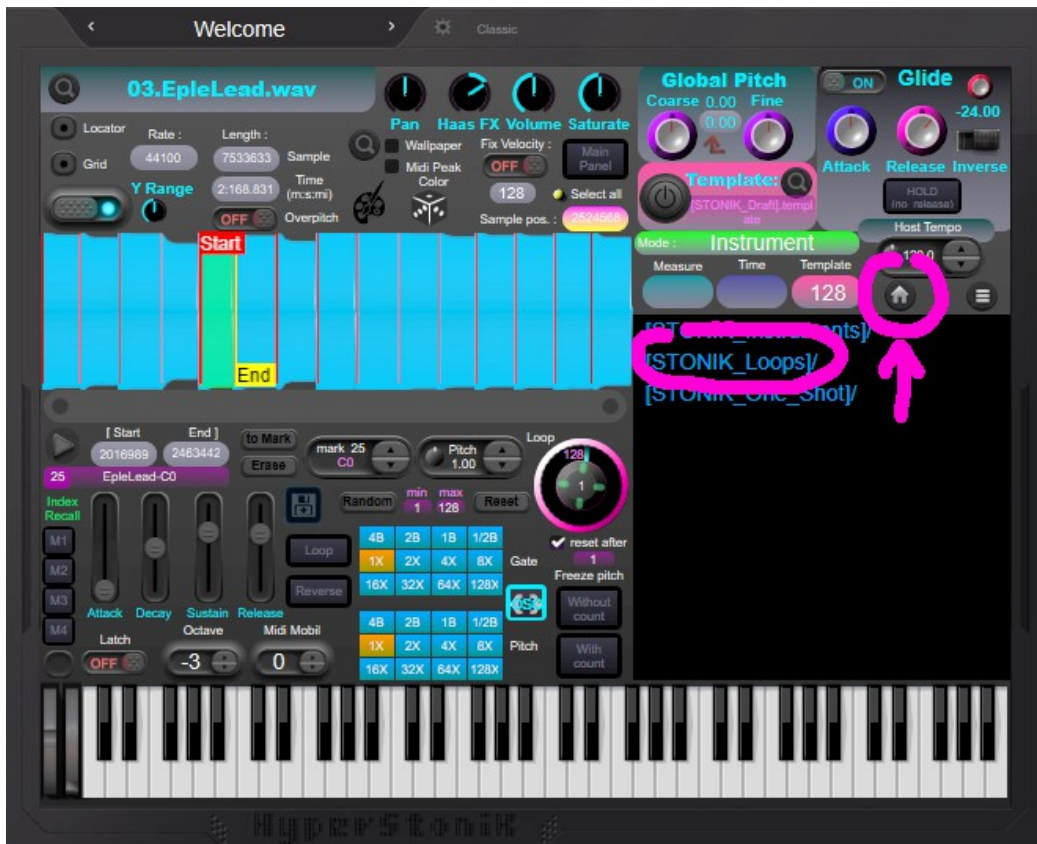 Welcome
Classic
03.EpleLead.wav
Pan Haas FX Volume Saturate
Global Pitch
Coarse 0.00 Fine
0.00
ON Glide
-24.00
Attack Release Inverse
HOLD
(no release)
Locator Rate : Length :
Grid 44100 7533633 Sample
Y Range 2:168.831 Time
(m:s:mi)
OFF Overpitch
Wallpaper
Midi Peak
Color
Fix Velocity :
OFF
128
Main
Panel
Select all
Sample pos. : 2524568
Template:
[STONIK_Draft].templ
ate
Mode : Instrument
Measure Time Template
128
Host Tempo
Start
End
[STONIK_Loops]/
[STONIK_One_Shot]/
[ Start End ]
2016989 2463442
to Mark
Erase
mark 25
C0
Pitch
1.00
Loop
128
1
25 EpleLead-C0
Index
Recall
M1
M2
M3
M4
Random min max Reset
1 128
Loop
Reverse
4B 2B 1B 1/2B
1X 2X 4X 8X Gate
16X 32X 64X 128X
4B 2B 1B 1/2B
1X 2X 4X 8X Pitch
16X 32X 64X 128X
reset after
1
Freeze pitch
Without
count
With
count
Attack Decay Sustain Release
Latch Octave Midi Mobil
OFF -3 0
HyperStoniK